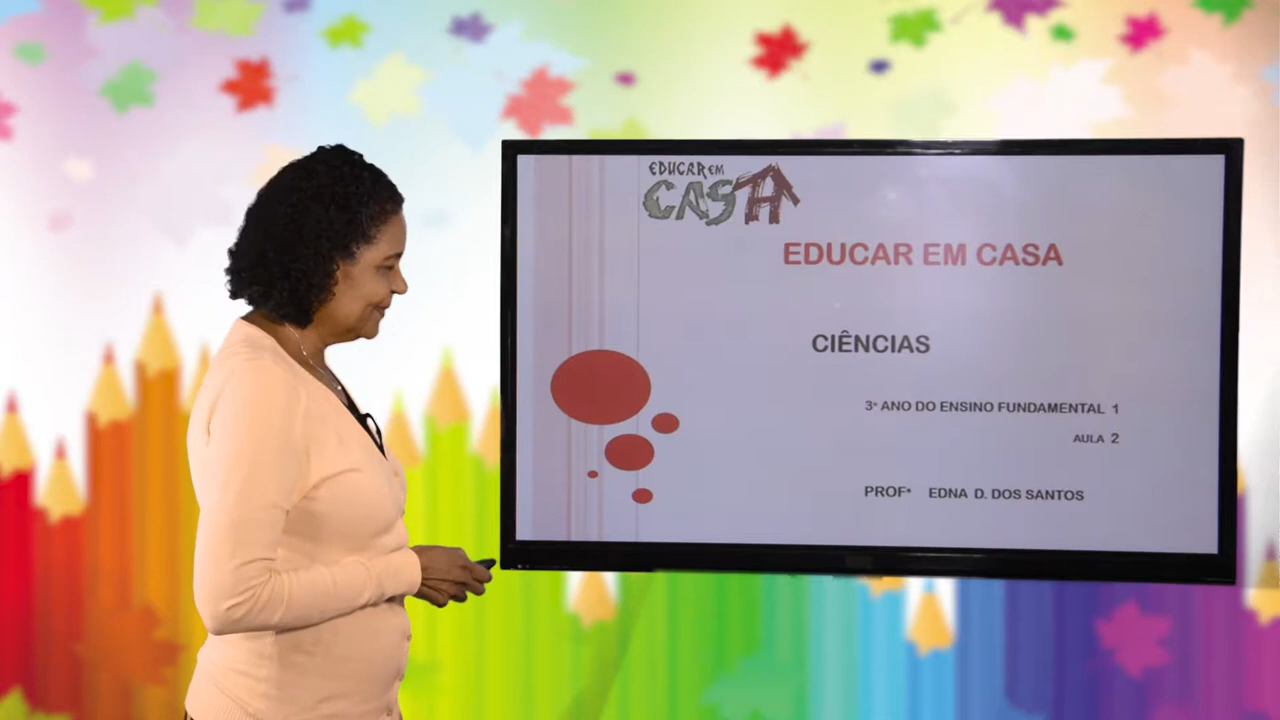 EDUCAR EM
CASA
EDUCAR EM CASA
CIÊNCIAS
3º ANO DO ENSINO FUNDAMENTAL 1
AULA 2
PROFª EDNA D. DOS SANTOS